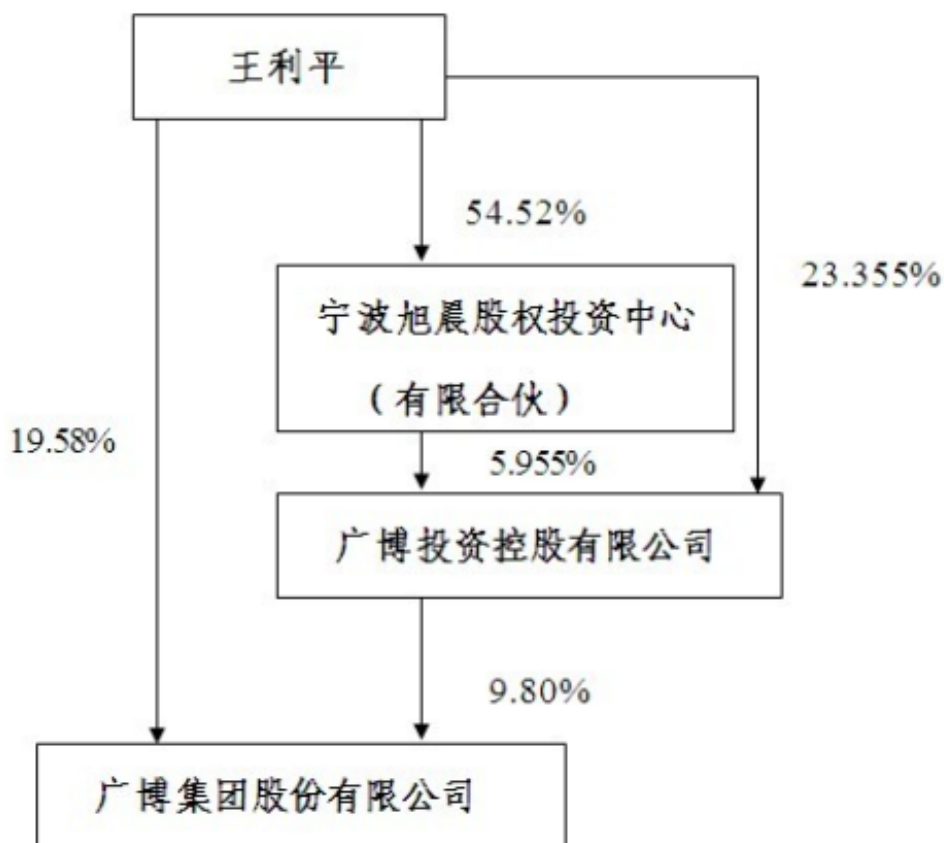 王利平
54.52%
23.355%
宁波旭晨股权投资中心
（有限合伙）
19.58%
5.955%
广博投资控股有限公司
9.80%
广博集团股份有限公司